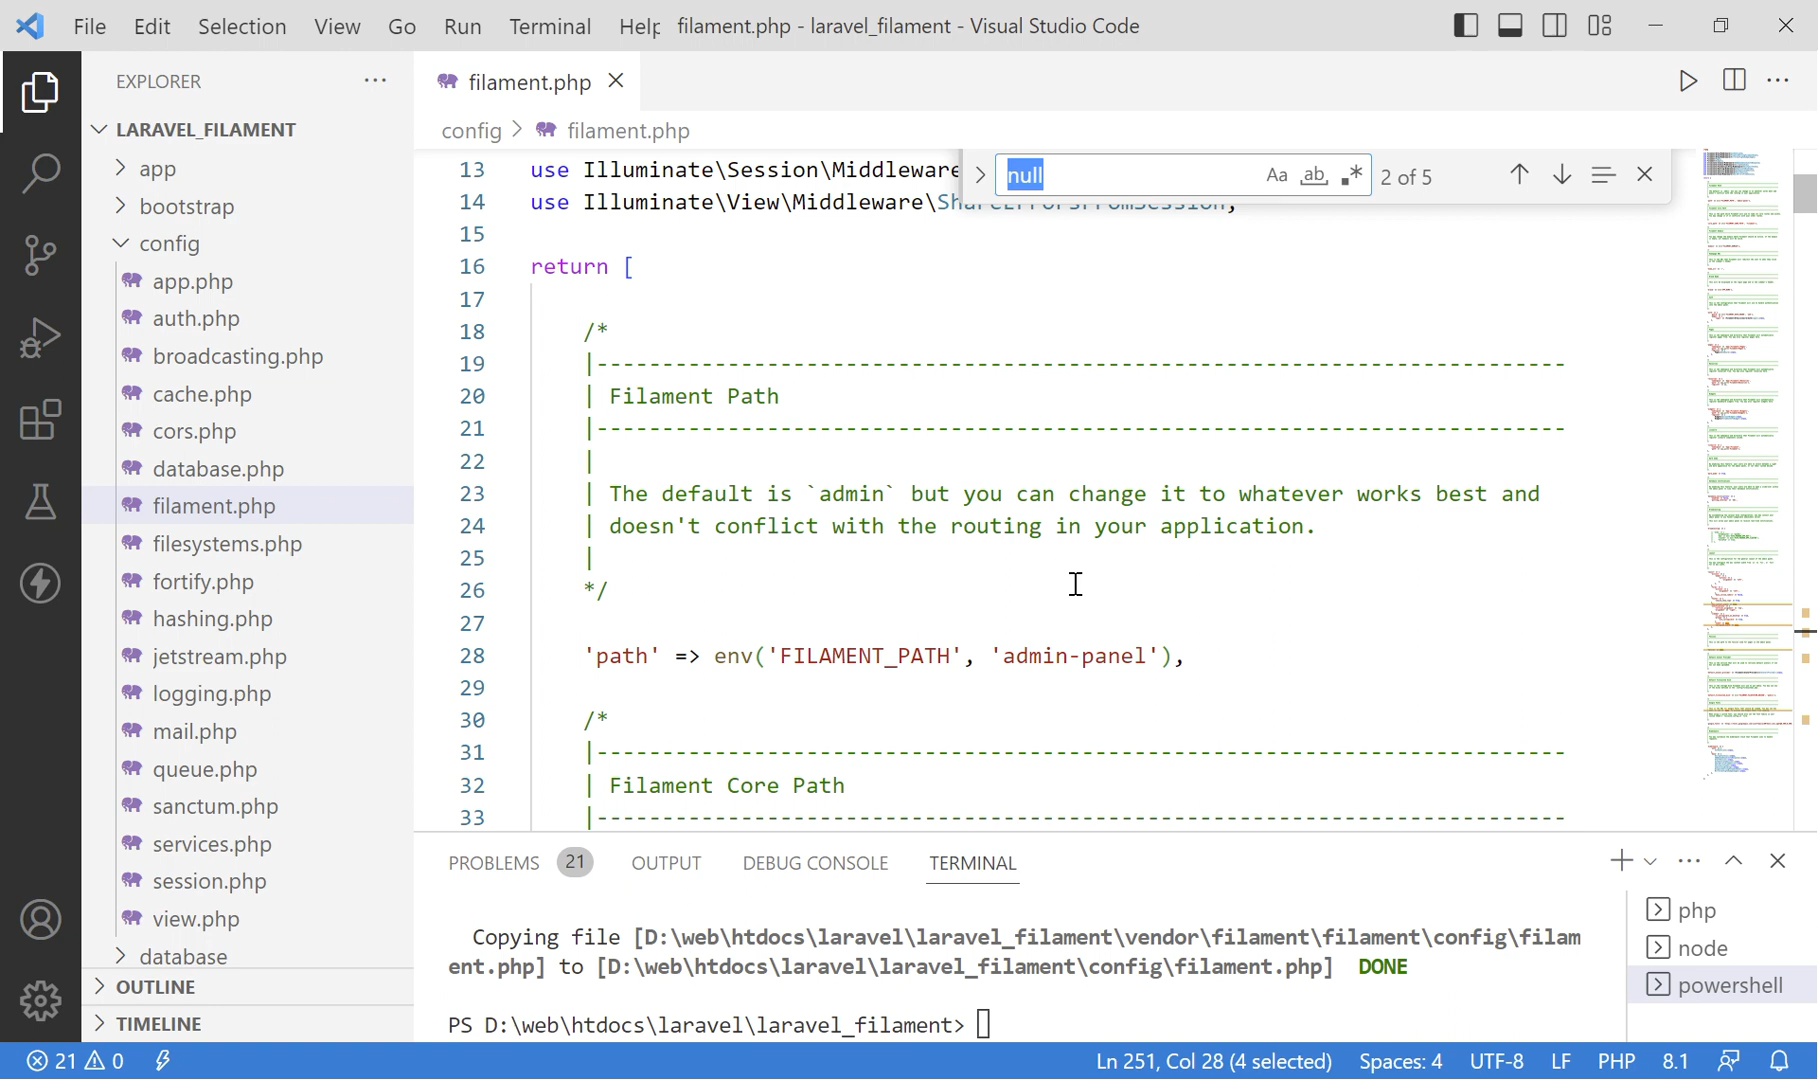 File Edit Selection View Go Run Terminal Help filament.php - laravel_filament - Visual Studio Code
EXPLORER
LARAVEL_FILAMENT
app
bootstrap
config
app.php
auth.php
broadcasting.php
cache.php
cors.php
database.php
filament.php
filesystems.php
fortify.php
hashing.php
jetstream.php
logging.php
mail.php
queue.php
sanctum.php
services.php
session.php
view.php
database
OUTLINE
TIMELINE
filament.php
config > filament.php
null Aa ab 2 of 5
13 use Illuminate\Session\Middleware
14 use Illuminate\View\Middleware\ShareErrorsFromSession;
15
16 return [
17
18 /*
19 |--------------------------------------------------------------------------
20 | Filament Path
21 |--------------------------------------------------------------------------
22 |
23 | The default is `admin` but you can change it to whatever works best and
24 | doesn't conflict with the routing in your application.
25 |
26 */
27
28 'path' => env('FILAMENT_PATH', 'admin-panel'),
29
30 /*
31 |--------------------------------------------------------------------------
32 | Filament Core Path
33 |--------------------------------------------------------------------------
PROBLEMS 21 OUTPUT DEBUG CONSOLE TERMINAL
Copying file [D:\web\htdocs\laravel\laravel_filament\vendor\filament\filament\config\filam
ent.php] to [D:\web\htdocs\laravel\laravel_filament\config\filament.php] DONE
PS D:\web\htdocs\laravel\laravel_filament>
php
node
powershell
21 0 Ln 251, Col 28 (4 selected) Spaces: 4 UTF-8 LF PHP 8.1